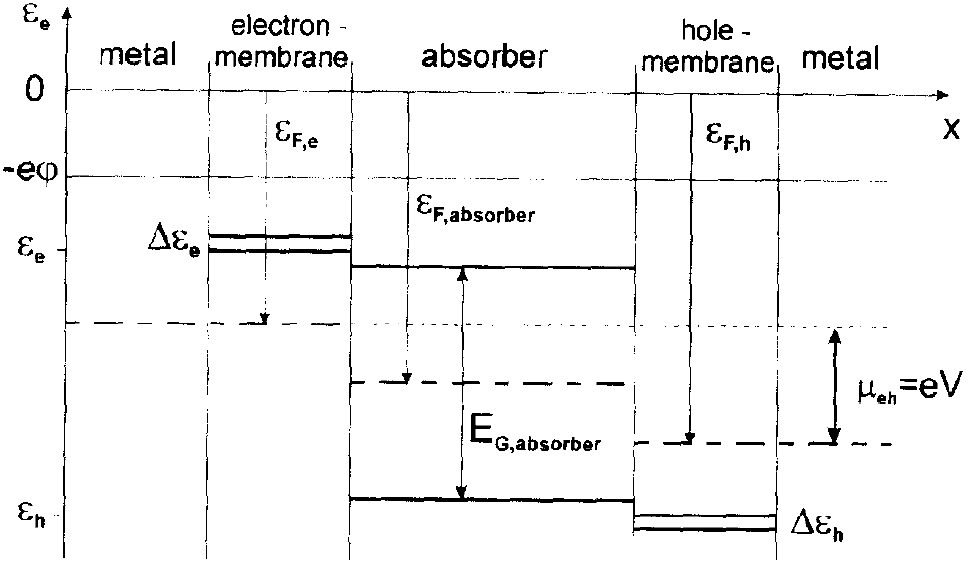 εe
electron -
hole -
metal
membrane
absorber
membrane
metal
0
x
εF,e
εF,h
-eφ
εF,absorber
Δεe
εe
μeh=eV
EG,absorber
εh
Δεh